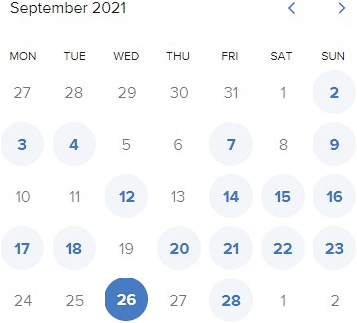 September 2021
MON TUE WED THU FRI SAT SUN
27 28 29 30 31 1 2
3 4 5 6 7 8 9
10 11 12 13 14 15 16
17 18 19 20 21 22 23
24 25 26 27 28 1 2